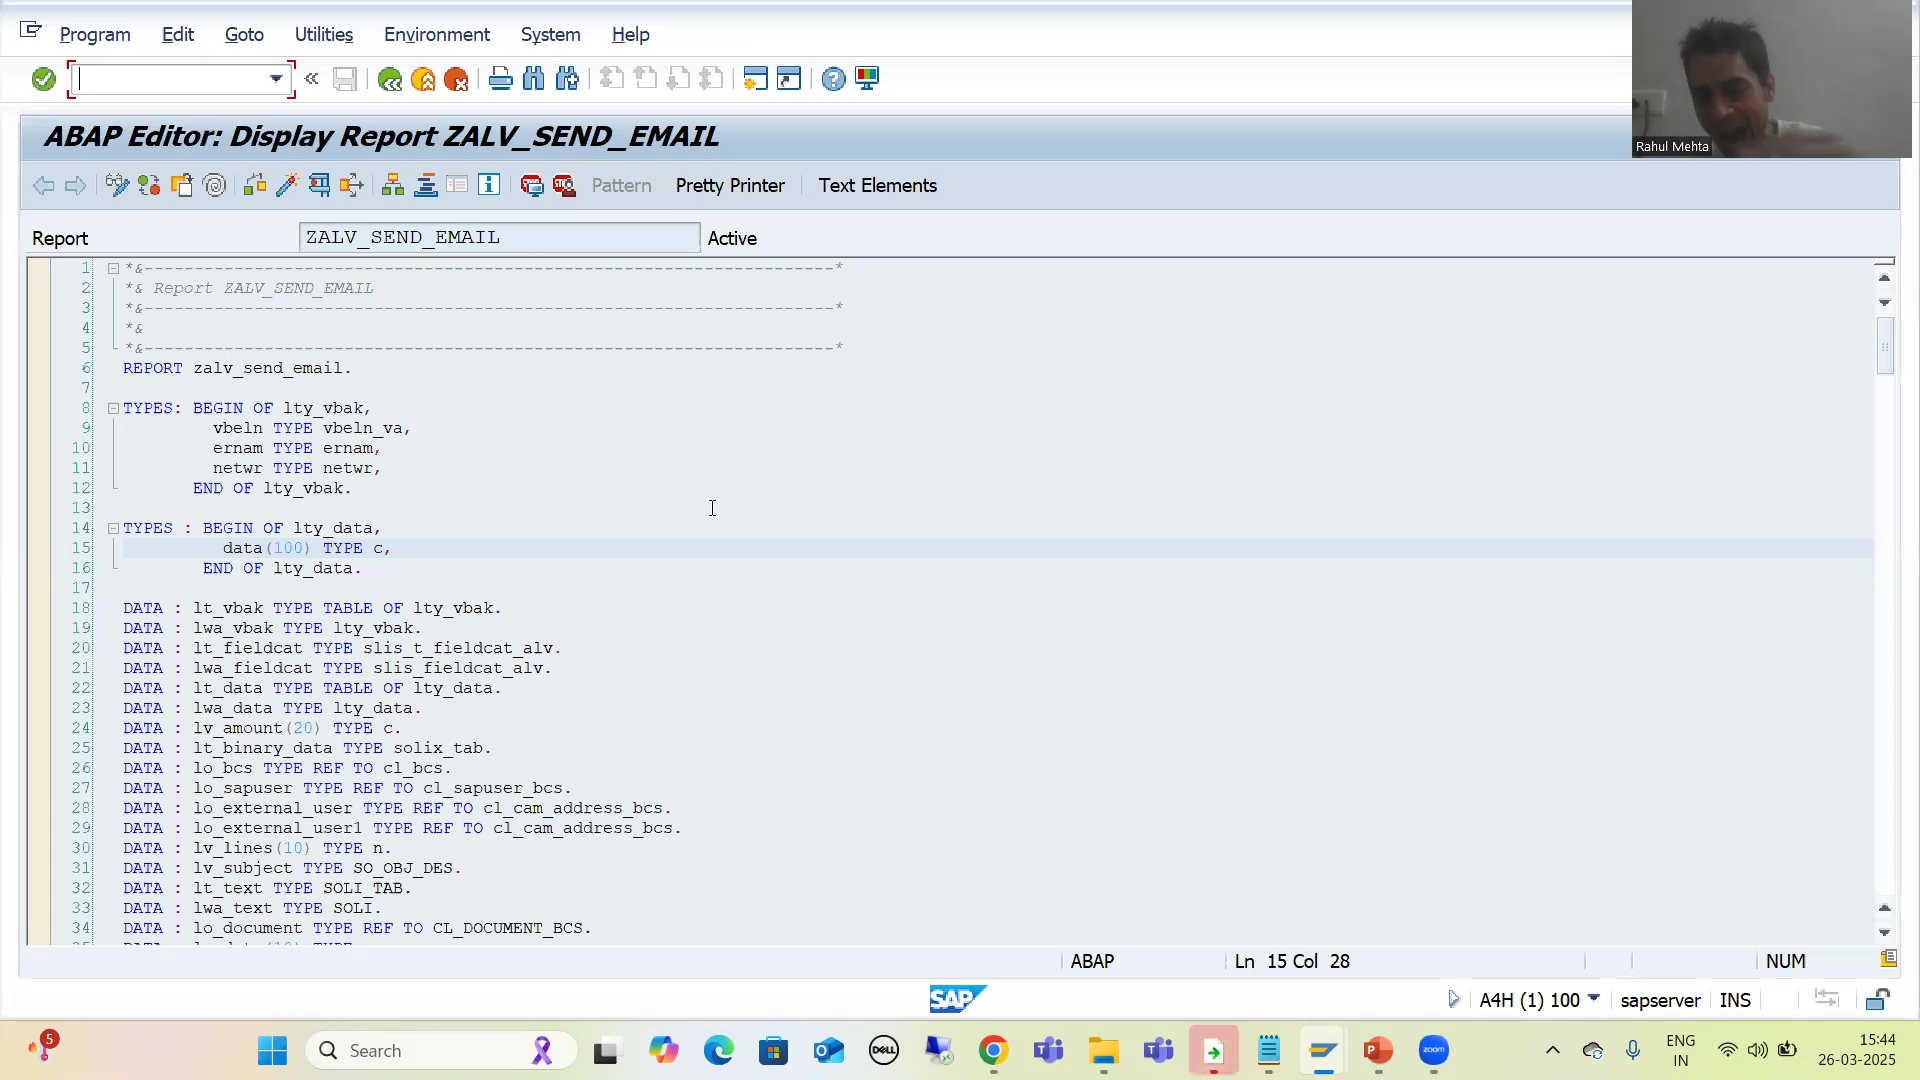 Program Edit Goto Utilities Environment System Help
Rahul Mehta
ABAP Editor: Display Report ZALV_SEND_EMAIL
Pattern Pretty Printer Text Elements
Report ZALV_SEND_EMAIL Active
1 *&---------------------------------------------------------------------*
2 *& Report ZALV_SEND_EMAIL
3 *&---------------------------------------------------------------------*
4 *&
5 *&---------------------------------------------------------------------*
6 REPORT zalv_send_email.
7
8 TYPES: BEGIN OF lty_vbak,
9 vbeln TYPE vbeln_va,
10 ernam TYPE ernam,
11 netwr TYPE netwr,
12 END OF lty_vbak.
13
14 TYPES : BEGIN OF lty_data,
15 data(100) TYPE c,
16 END OF lty_data.
17
18 DATA : lt_vbak TYPE TABLE OF lty_vbak.
19 DATA : lwa_vbak TYPE lty_vbak.
20 DATA : lt_fieldcat TYPE slis_t_fieldcat_alv.
21 DATA : lwa_fieldcat TYPE slis_fieldcat_alv.
22 DATA : lt_data TYPE TABLE OF lty_data.
23 DATA : lwa_data TYPE lty_data.
24 DATA : lv_amount(20) TYPE c.
25 DATA : lt_binary_data TYPE solix_tab.
26 DATA : lo_bcs TYPE REF TO cl_bcs.
27 DATA : lo_sapuser TYPE REF TO cl_sapuser_bcs.
28 DATA : lo_external_user TYPE REF TO cl_cam_address_bcs.
29 DATA : lo_external_user1 TYPE REF TO cl_cam_address_bcs.
30 DATA : lv_lines(10) TYPE n.
31 DATA : lv_subject TYPE SO_OBJ_DES.
32 DATA : lt_text TYPE SOLI_TAB.
33 DATA : lwa_text TYPE SOLI.
34 DATA : lo_document TYPE REF TO CL_DOCUMENT_BCS.
ABAP Ln 15 Col 28 NUM
SAP A4H (1) 100 sapserver INS
5 Search DELL zoom ENG IN 15:44
26-03-2025